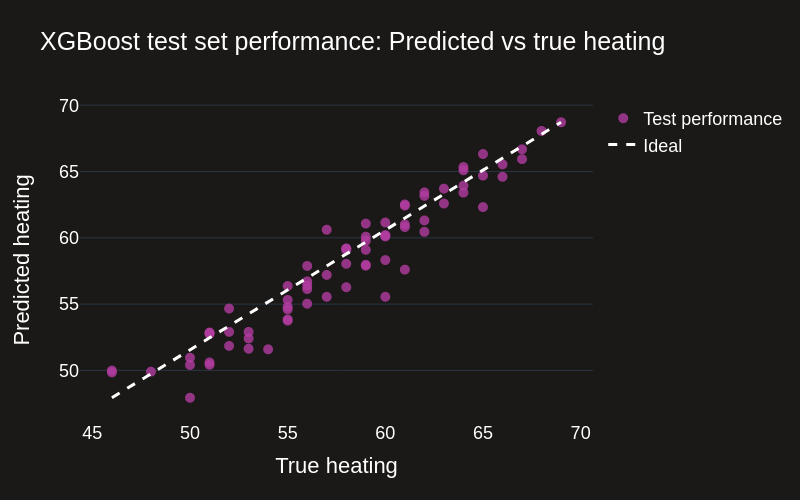 XGBoost test set performance: Predicted vs true heating
Test performance
Ideal
Predicted heating
70
65
60
55
50
45
50
55
60
65
70
True heating